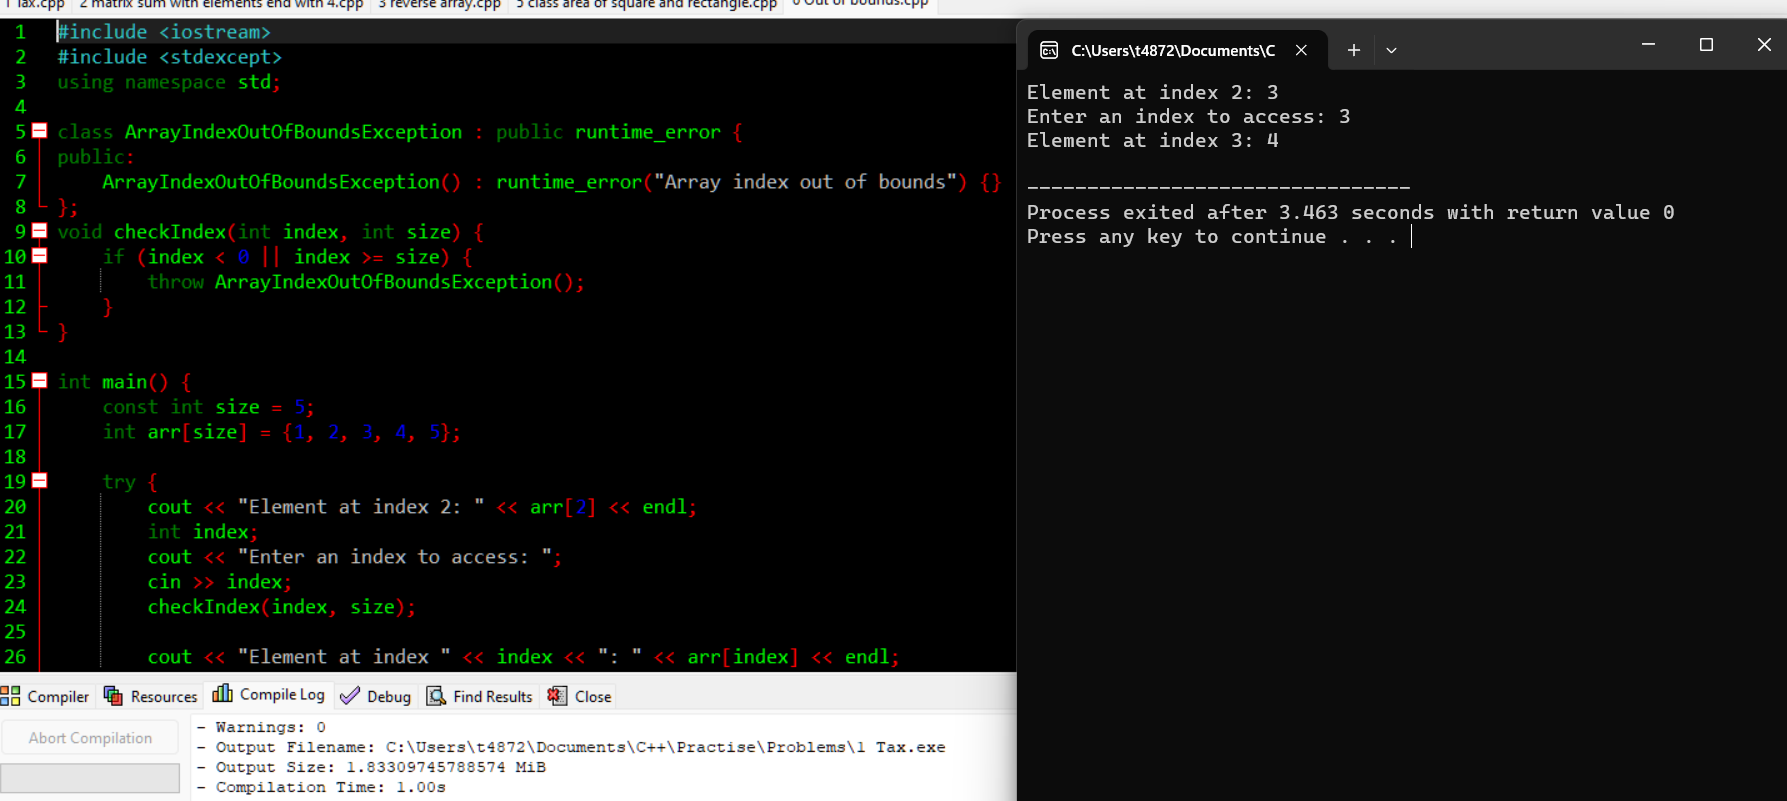 1 Tax.cpp 2 matrix sum with elements end with 4.cpp 3 reverse array.cpp 5 class area of square and rectangle.cpp 6 Out of bounds.cpp
1 #include <iostream>
2 #include <stdexcept>
3 using namespace std;
4
5 class ArrayIndexOutOfBoundsException : public runtime_error {
6 public:
7 ArrayIndexOutOfBoundsException() : runtime_error("Array index out of bounds") {}
8 };
9 void checkIndex(int index, int size) {
10 if (index < 0 || index >= size) {
11 throw ArrayIndexOutOfBoundsException();
12 }
13 }
14
15 int main() {
16 const int size = 5;
17 int arr[size] = {1, 2, 3, 4, 5};
18
19 try {
20 cout << "Element at index 2: " << arr[2] << endl;
21 int index;
22 cout << "Enter an index to access: ";
23 cin >> index;
24 checkIndex(index, size);
25
26 cout << "Element at index " << index << ": " << arr[index] << endl;
Compiler Resources Compile Log Debug Find Results Close
Abort Compilation
- Warnings: 0
- Output Filename: C:\Users\t4872\Documents\C++\Practise\Problems\1 Tax.exe
- Output Size: 1.83309745788574 MiB
- Compilation Time: 1.00s
C:\Users\t4872\Documents\C
Element at index 2: 3
Enter an index to access: 3
Element at index 3: 4
--------------------------------
Process exited after 3.463 seconds with return value 0
Press any key to continue . . .